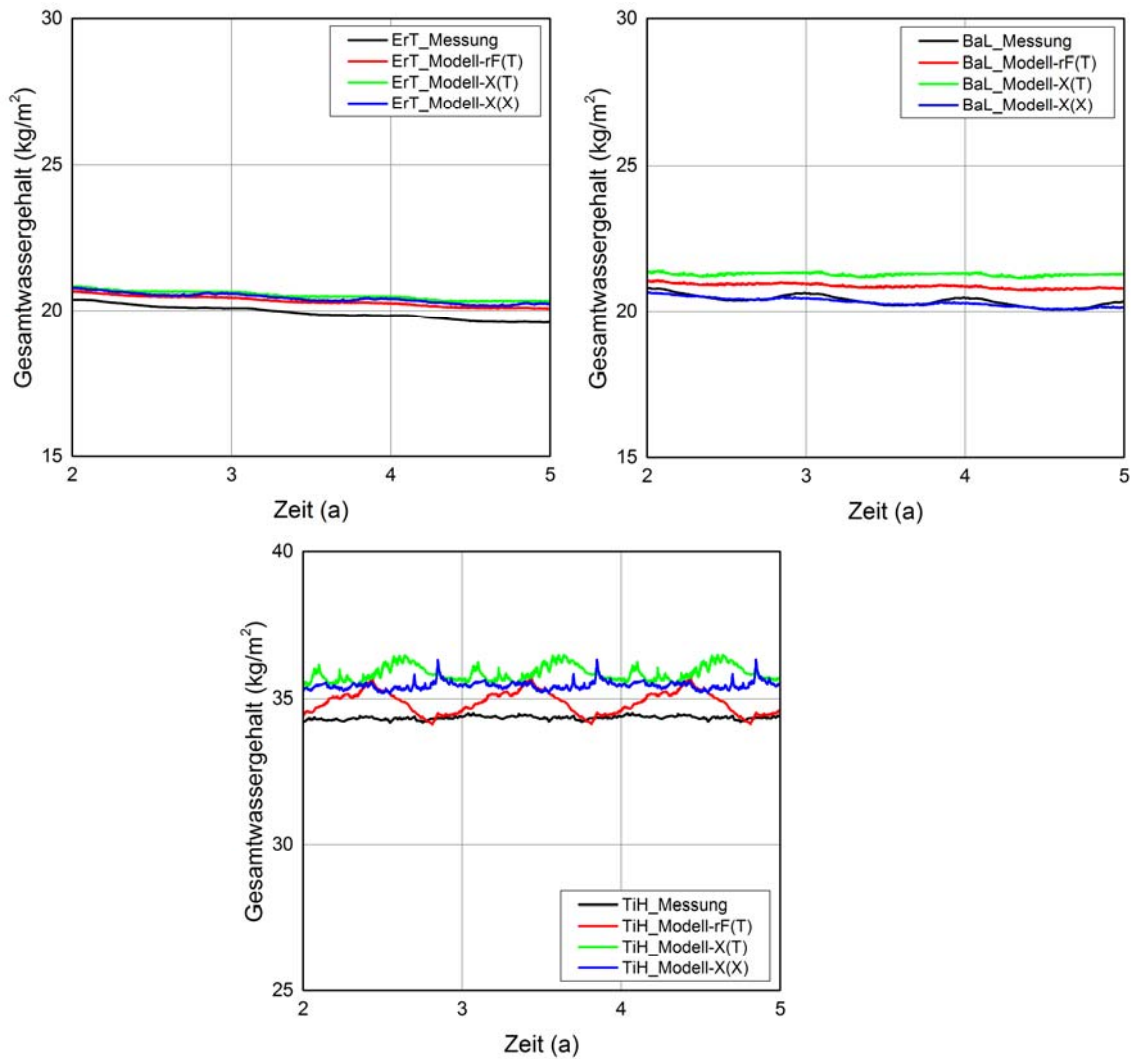 Gesamtwassergehalt (kg/m²)
30
25
20
15
ErT_Messung
ErT_Modell-rF(T)
ErT_Modell-X(T)
ErT_Modell-X(X)
2
3
4
5
Zeit (a)
Gesamtwassergehalt (kg/m²)
30
25
20
15
BaL_Messung
BaL_Modell-rF(T)
BaL_Modell-X(T)
BaL_Modell-X(X)
2
3
4
5
Zeit (a)
Gesamtwassergehalt (kg/m²)
40
35
30
25
TiH_Messung
TiH_Modell-rF(T)
TiH_Modell-X(T)
TiH_Modell-X(X)
2
3
4
5
Zeit (a)